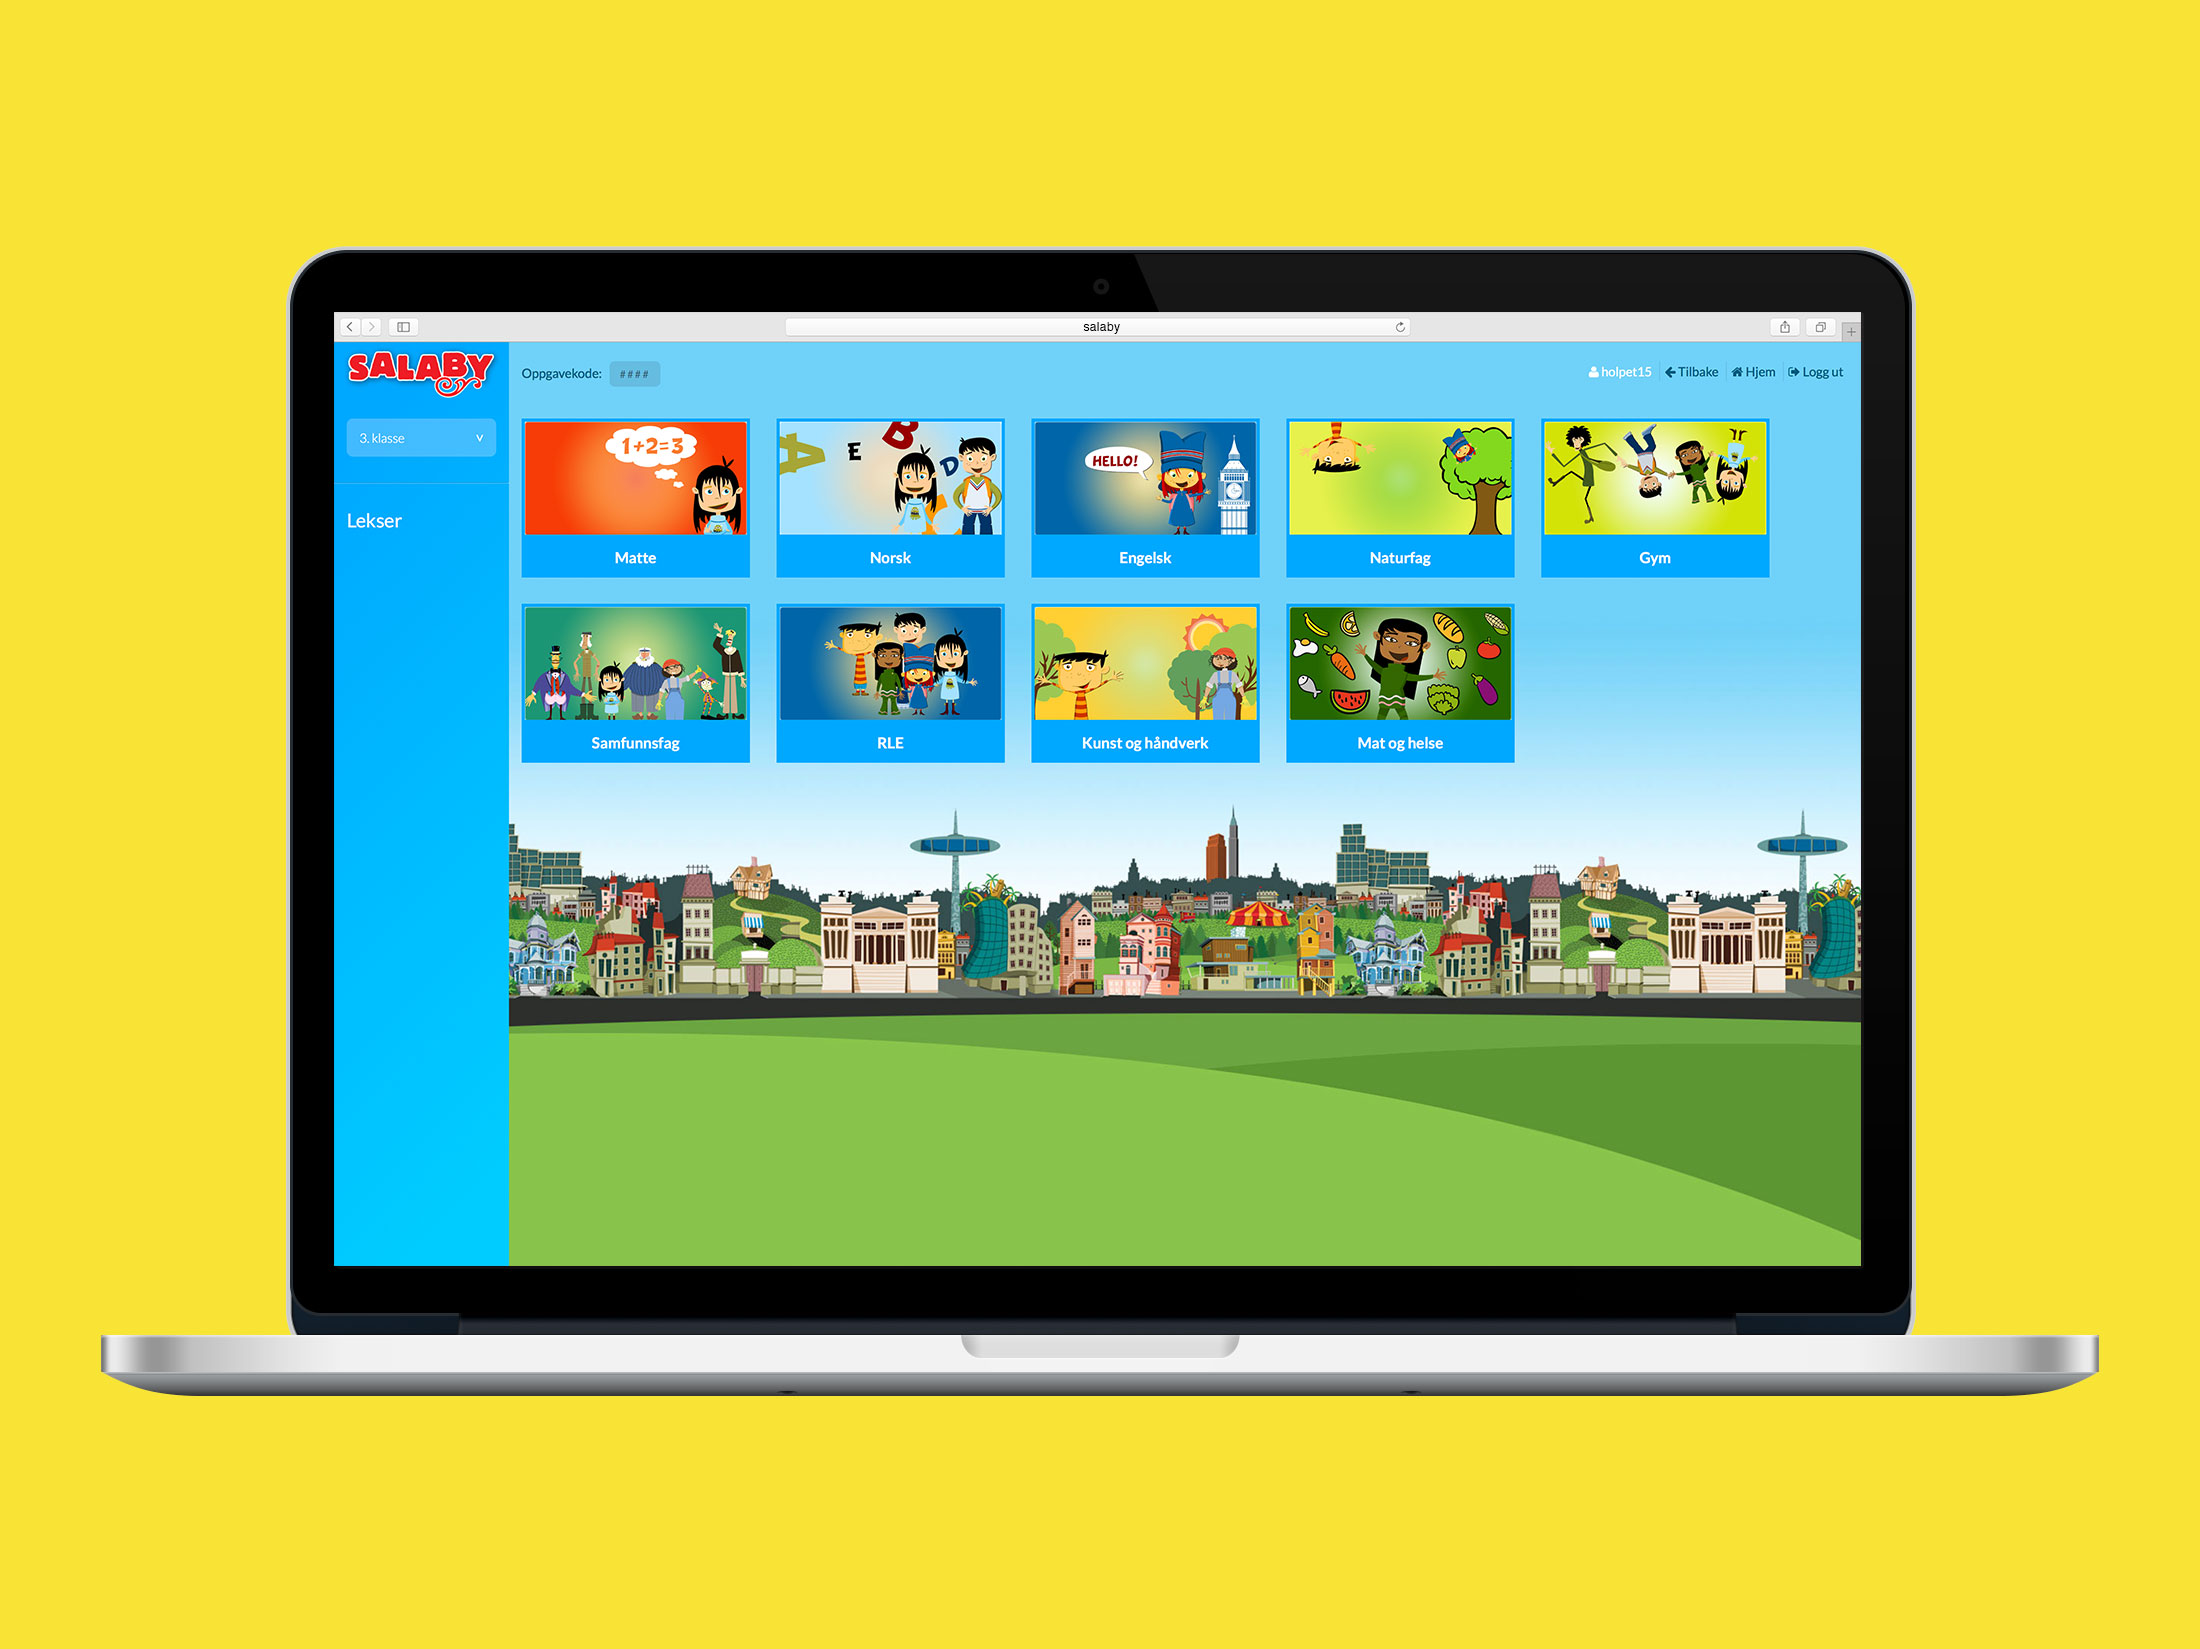 salaby
SALABY
Oppgavekode: ####
holpet15 Tilbake Hjem Logg ut
3. klasse
Lekser
1+2=3
A E B D
HELLO!
Matte
Norsk
Engelsk
Naturfag
Gym
Samfunnsfag
RLE
Kunst og håndverk
Mat og helse